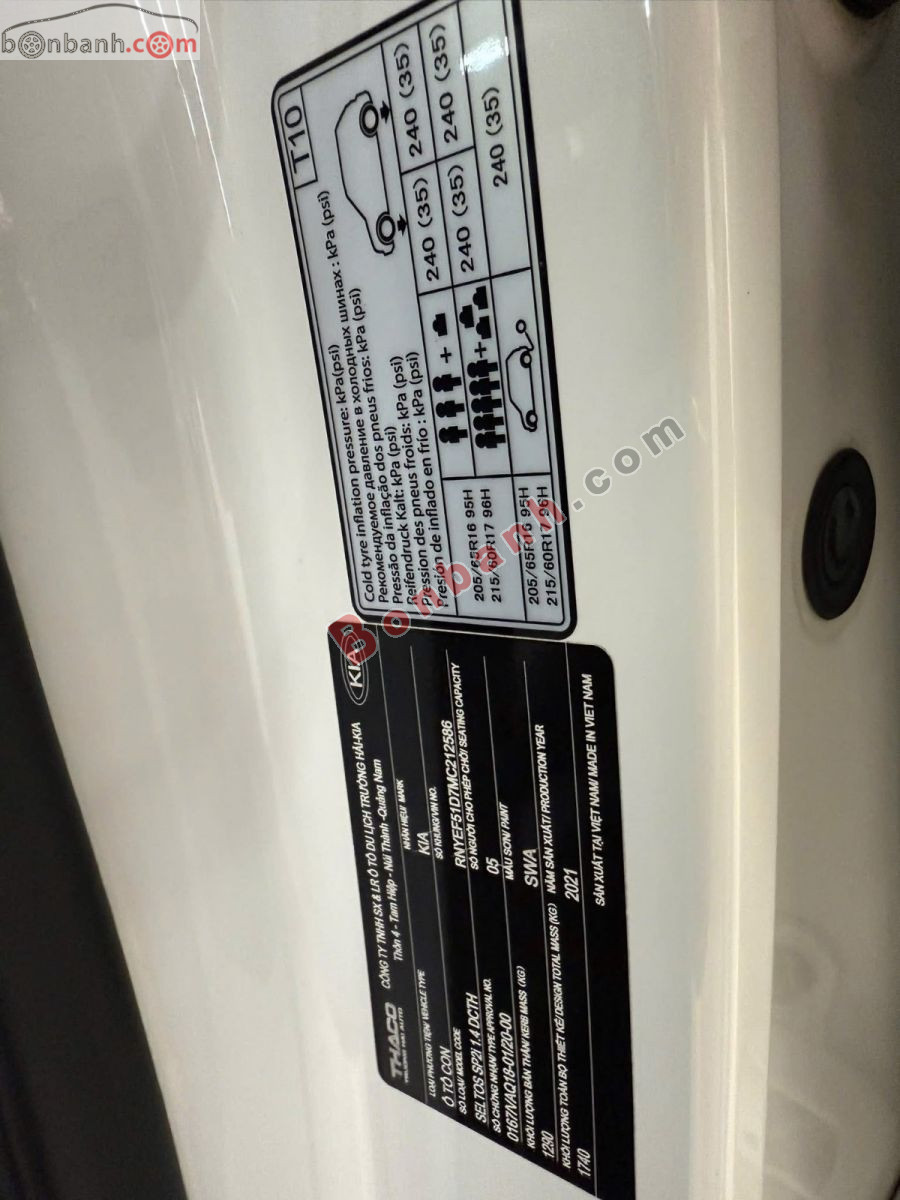 bonbanh.com
T10
Cold tyre inflation pressure: kPa(psi)
Рекомендуемое давление в холодных шинах : kPa (psi)
Pressão da inflação dos pneus frios: kPa (psi)
Reifendruck Kalt: kPa (psi)
Pression des pneus froids: kPa (psi)
Presión de inflado en frío : kPa (psi)
205/65R16 95H
215/60R17 96H
+
240 (35)
240 (35)
+
240 (35)
240 (35)
205/65R16 95H
215/60R17 96H
240 (35)
Bonbanh.com
THACO
TRUONG HAI AUTO
CÔNG TY TNHH SX & LR Ô TÔ DU LỊCH TRƯỜNG HẢI-KIA
Thôn 4 - Tam Hiệp - Núi Thành -Quảng Nam
KIA
LOẠI PHƯƠNG TIỆN/ VEHICLE TYPE
NHÃN HIỆU/ MARK
Ô TÔ CON
KIA
SỐ LOẠI/ MODEL CODE
SỐ KHUNG/VIN NO.
SELTOS SP2i 1.4 DCTH
RNYEF51D7MC212586
SỐ CHỨNG NHẬN/ TYPE APPROVAL NO.
SỐ NGƯỜI CHO PHÉP CHỞ/ SEATING CAPACITY
0167/VAQ18-01/20-00
05
KHỐI LƯỢNG BẢN THÂN/ KERB MASS (KG)
MÀU SƠN/ PAINT
1290
SWA
KHỐI LƯỢNG TOÀN BỘ THIẾT KẾ/ DESIGN TOTAL MASS (KG)
NĂM SẢN XUẤT/ PRODUCTION YEAR
1740
2021
SẢN XUẤT TẠI VIỆT NAM/ MADE IN VIET NAM